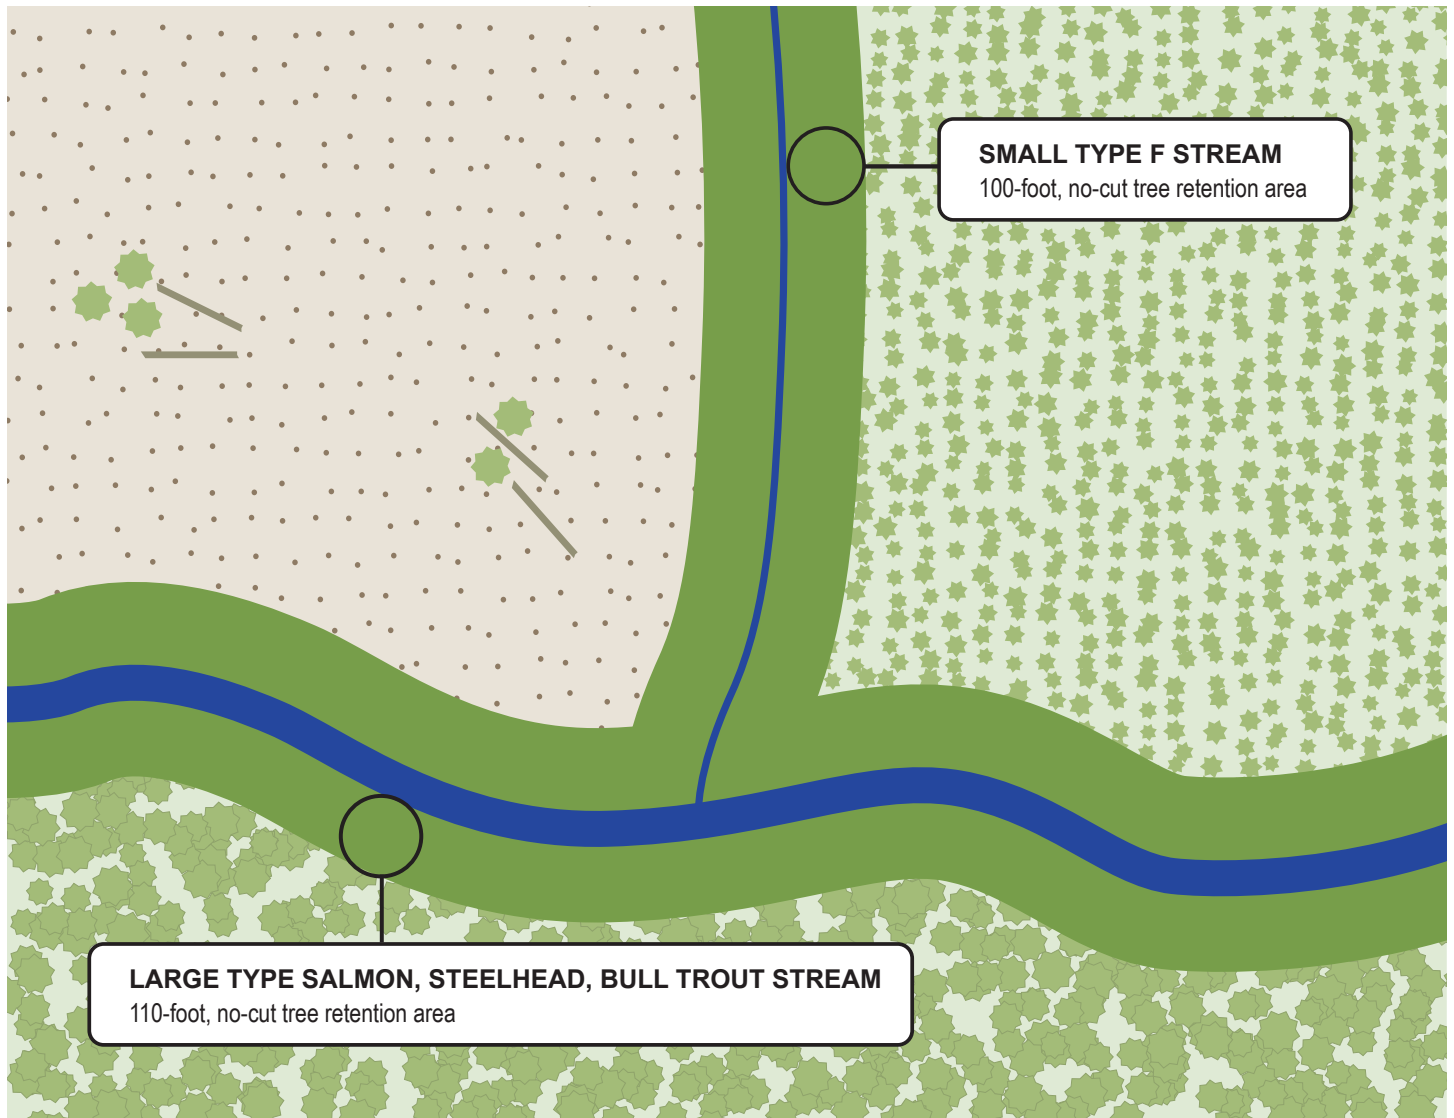 SMALL TYPE F STREAM
100-foot, no-cut tree retention area
LARGE TYPE SALMON, STEELHEAD, BULL TROUT STREAM
110-foot, no-cut tree retention area